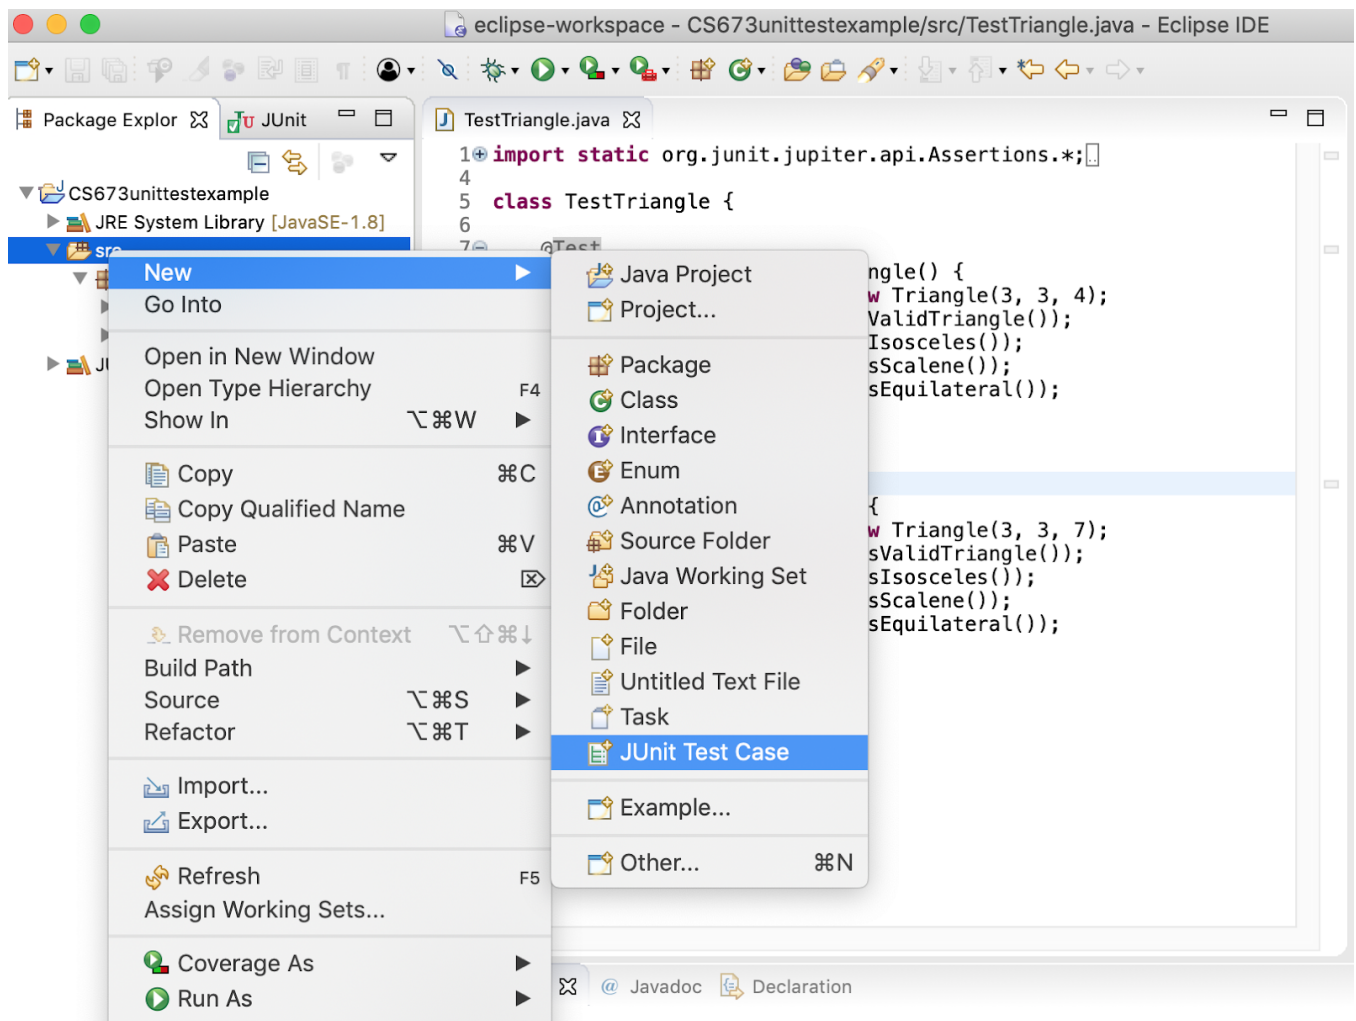 eclipse-workspace - CS673unittestexample/src/TestTriangle.java - Eclipse IDE
Package Explor
JUnit
TestTriangle.java
CS673unittestexample
JRE System Library [JavaSE-1.8]
src
1 import static org.junit.jupiter.api.Assertions.*;
4
5 class TestTriangle {
6
7 @Test
ngle() {
w Triangle(3, 3, 4);
ValidTriangle());
Isosceles());
sScalene());
sEquilateral());
{
w Triangle(3, 3, 7);
sValidTriangle());
sIsosceles());
sScalene());
sEquilateral());
New
Go Into
Open in New Window
Open Type Hierarchy F4
Show In ⌥⌘W
Copy ⌘C
Copy Qualified Name
Paste ⌘V
Delete ⌦
Remove from Context ⌥⇧⌘↓
Build Path
Source ⌥⌘S
Refactor ⌥⌘T
Import...
Export...
Refresh F5
Assign Working Sets...
Coverage As
Run As
Java Project
Project...
Package
Class
Interface
Enum
Annotation
Source Folder
Java Working Set
Folder
File
Untitled Text File
Task
JUnit Test Case
Example...
Other... ⌘N
@ Javadoc
Declaration